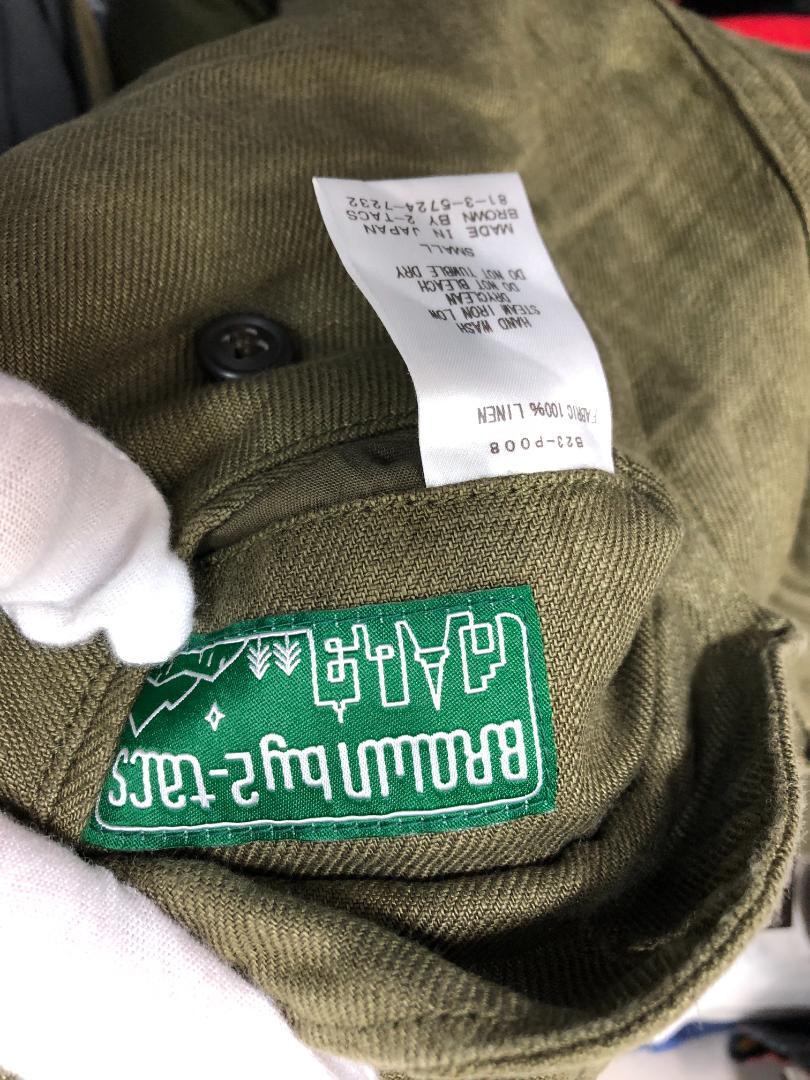 B23-P008
FABRIC 100% LINEN
HAND WASH
STEAM IRON LOW
DRYCLEAN
DO NOT BLEACH
DO NOT TUMBLE DRY
SMALL
MADE IN JAPAN
BROWN BY 2-TACS
81-3-5724-7232
BROWN by 2-tacs